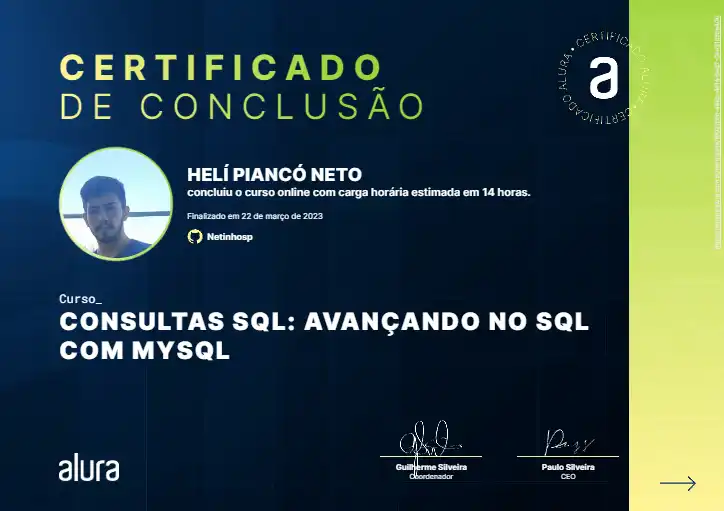 CERTIFICADO
DE CONCLUSÃO
CERTIFICADO ALURA • CERTIFICADO ALURA •
a
HELÍ PIANCÓ NETO
concluiu o curso online com carga horária estimada em 14 horas.
Finalizado em 22 de março de 2023
Netinhosp
Curso_
CONSULTAS SQL: AVANÇANDO NO SQL
COM MYSQL
Guilherme Silveira
Coordenador
Paulo Silveira
CEO
alura